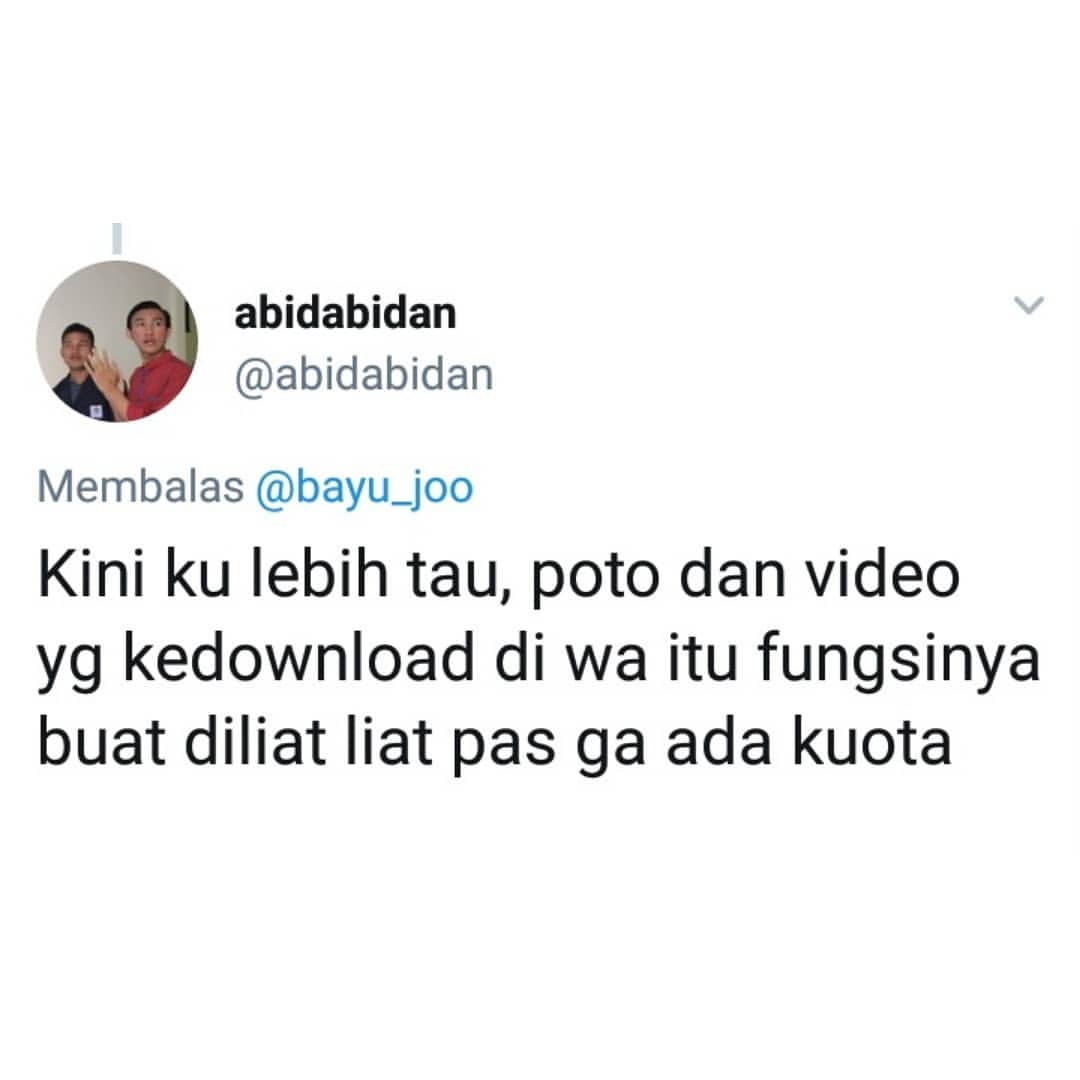 abidabidan
@abidabidan
Membalas @bayu_joo
Kini ku lebih tau, poto dan video
yg kedownload di wa itu fungsinya
buat diliat liat pas ga ada kuota